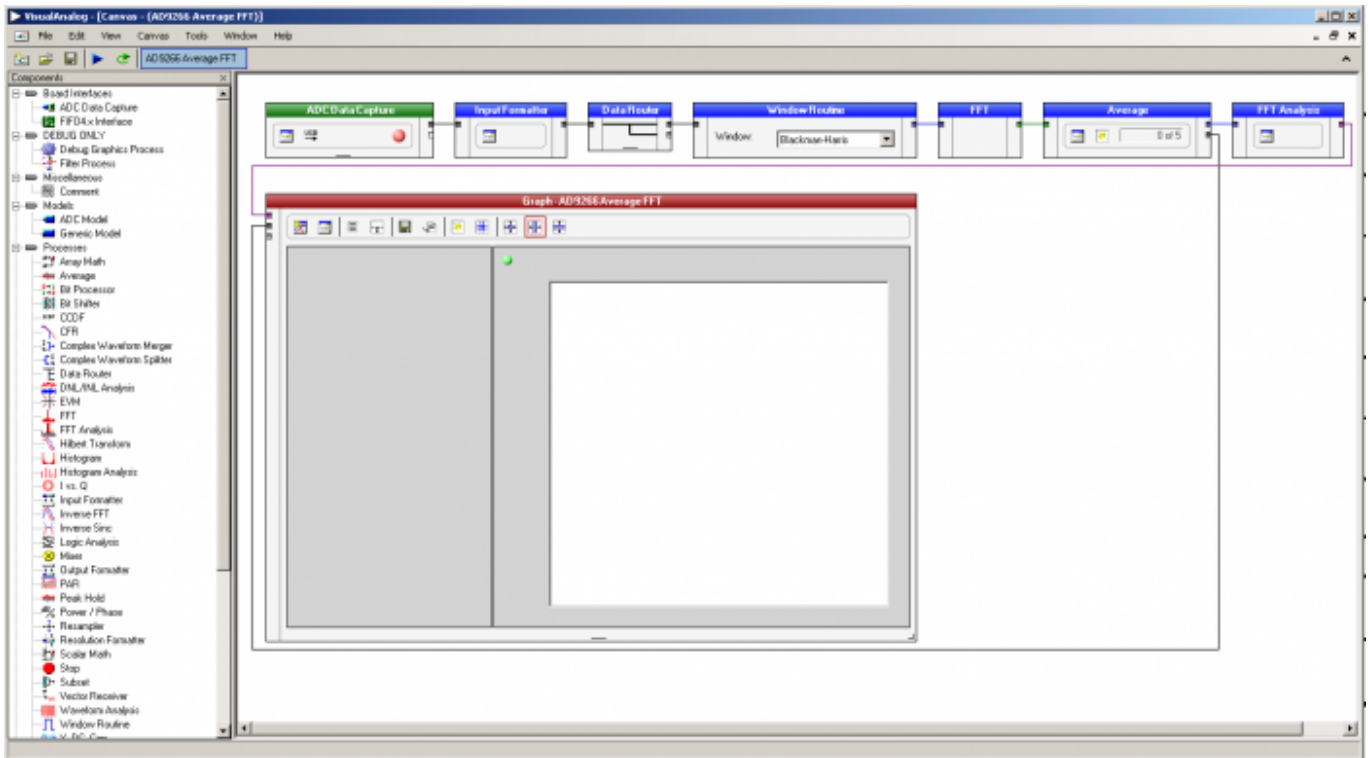 VisualAnalog - [Canvas - (AD9266 Average FFT)]
File Edit View Canvas Tools Window Help
AD9266 Average FFT
Components
Board Interfaces
ADC Data Capture
FIFO4.x Interface
DEBUG ONLY
Debug Graphics Process
Filter Process
Miscellaneous
Comment
Models
ADC Model
Generic Model
Processes
Array Math
Average
Bit Processor
Bit Shifter
CCDF
CFR
Complex Waveform Merger
Complex Waveform Splitter
Data Router
DNL/INL Analysis
EVM
FFT
FFT Analysis
Hilbert Transform
Histogram
Histogram Analysis
I vs. Q
Input Formatter
Inverse FFT
Inverse Sinc
Logic Analysis
Mixer
Output Formatter
PAR
Peak Hold
Power / Phase
Resampler
Resolution Formatter
Scalar Math
Stop
Subset
Vector Receiver
Waveform Analysis
Window Routine
ADC Data Capture
USB
Input Formatter
Data Router
Window Routine
Window: Blackman-Harris
FFT
Average
0 of 5
FFT Analysis
Graph - AD9266 Average FFT